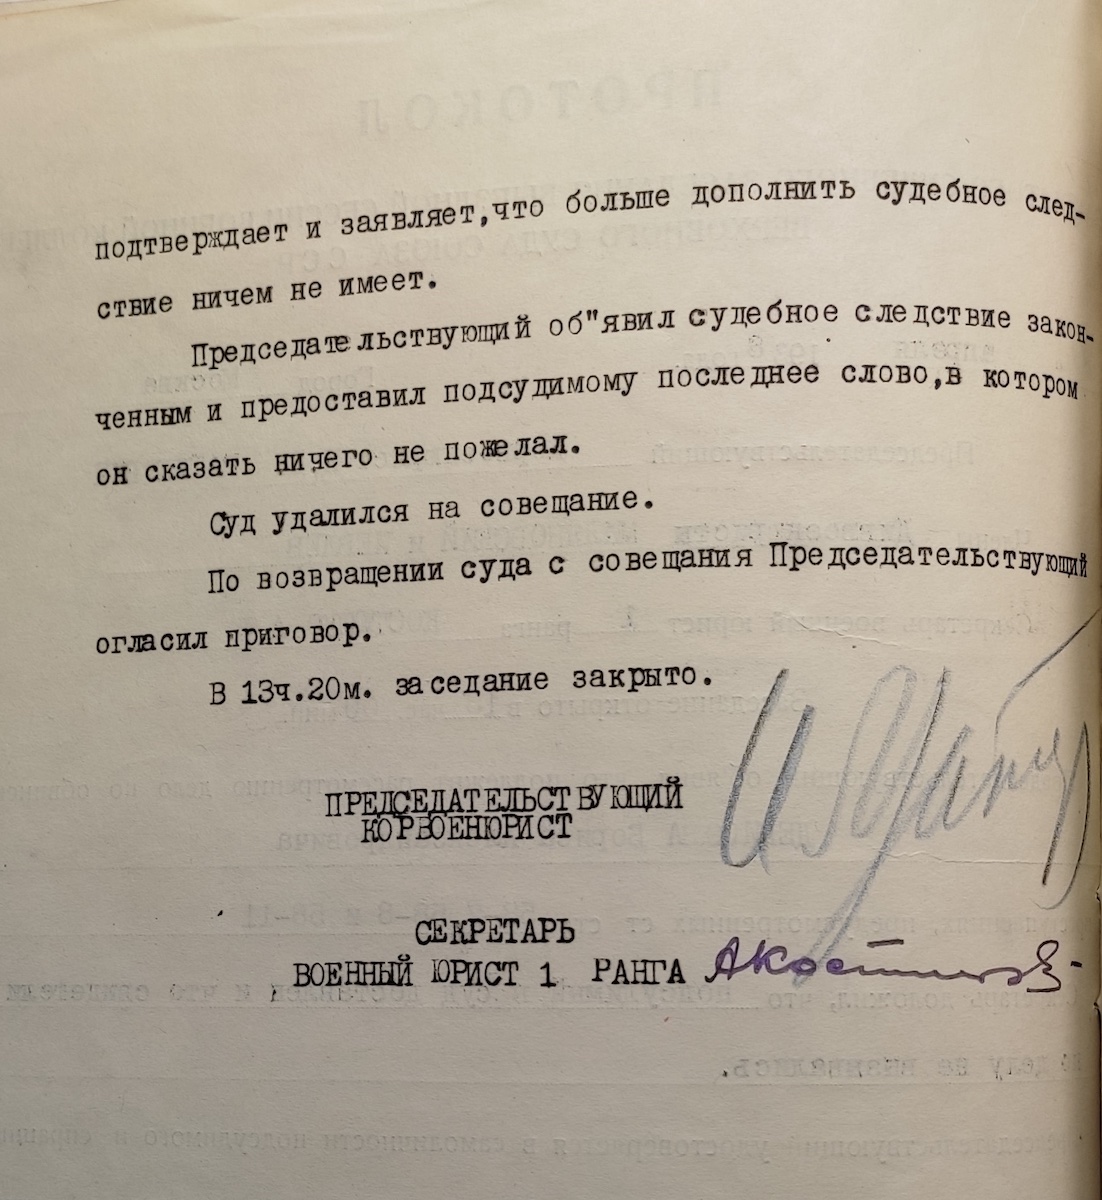 подтверждает и заявляет,что больше дополнить судебное след-
ствие ничем не имеет.
Председательствующий об"явил судебное следствие закон-
ченным и предоставил подсудимому последнее слово,в котором
он сказать ничего не пожелал.
Суд удалился на совещание.
По возвращении суда с совещания Председательствующий
огласил приговор.
В 13ч.20м. заседание закрыто.
ПРЕДСЕДАТЕЛЬСТВУЮЩИЙ
КОРВОЕНЮРИСТ
СЕКРЕТАРЬ
ВОЕННЫЙ ЮРИСТ 1 РАНГА АКостюшко